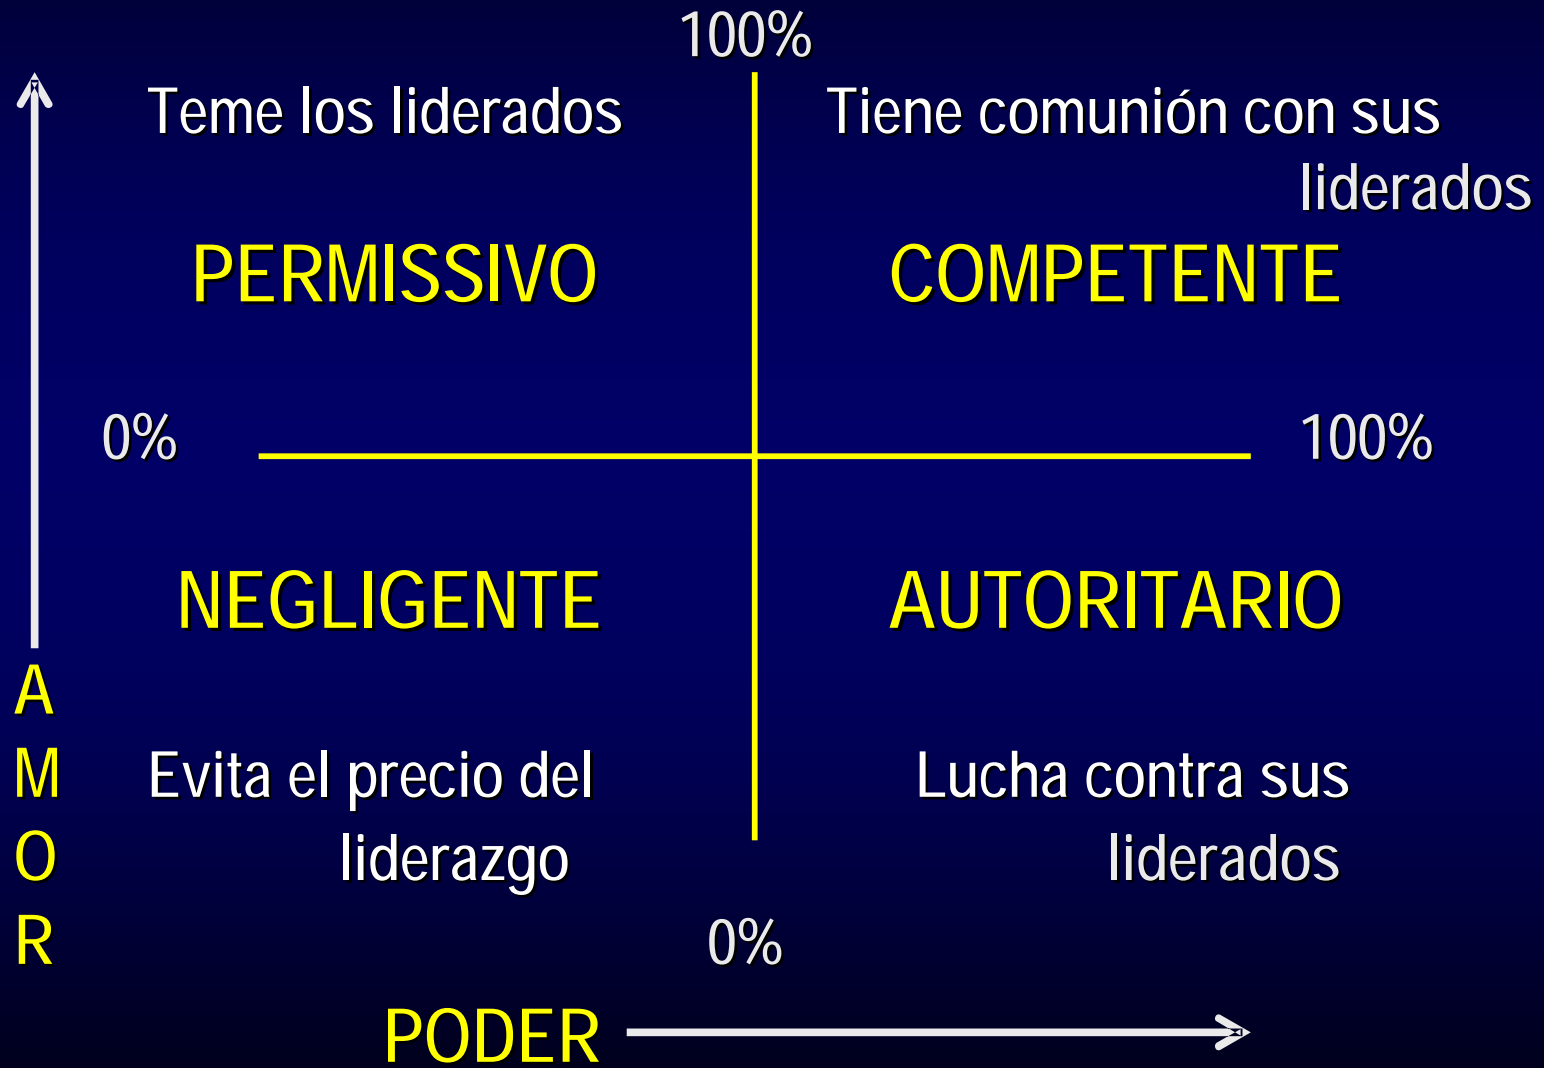 100%
Teme los liderados
Tiene comunión con sus
liderados
PERMISSIVO
COMPETENTE
0%
100%
NEGLIGENTE
AUTORITARIO
A
M
O
R
Evita el precio del
liderazgo
Lucha contra sus
liderados
0%
PODER